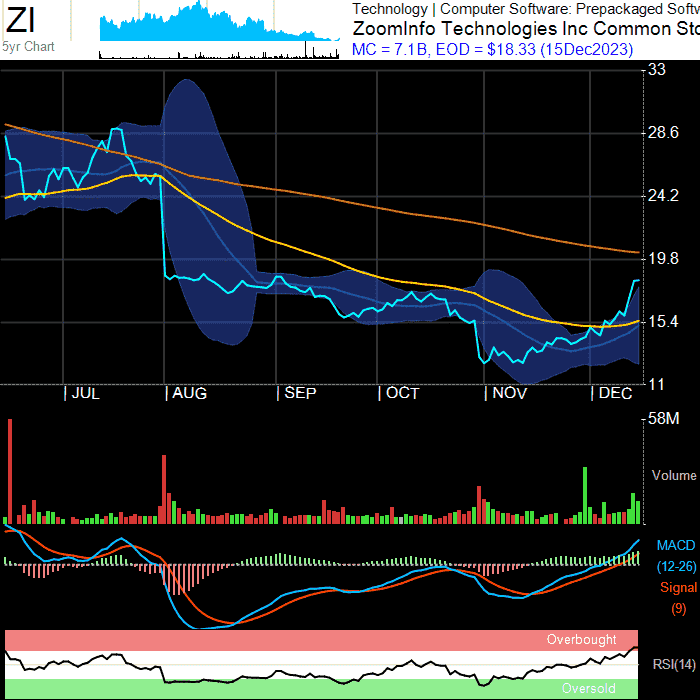 ZI
5yr Chart
Technology | Computer Software: Prepackaged Softw
ZoomInfo Technologies Inc Common Sto
MC = 7.1B, EOD = $18.33 (15Dec2023)
33
28.6
24.2
19.8
15.4
11
| JUL | AUG | SEP | OCT | NOV | DEC
58M
Volume
MACD
(12-26)
Signal
(9)
Overbought
RSI(14)
Oversold